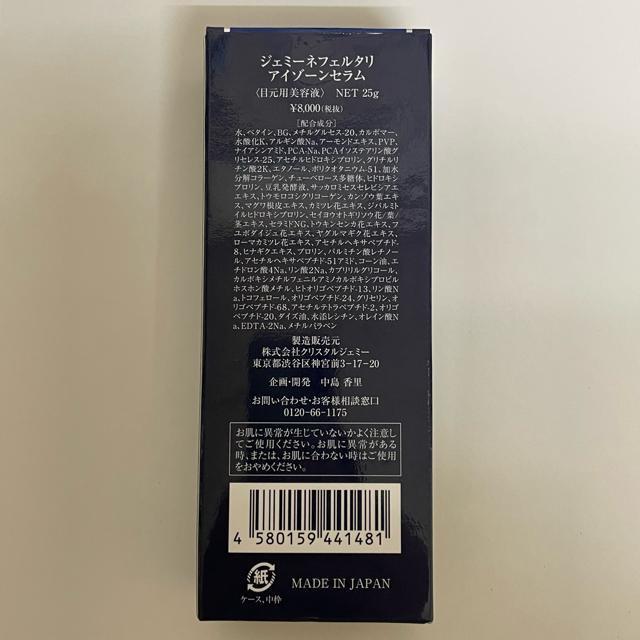 ジェミーネフェルタリ
アイゾーンセラム
〈目元用美容液〉 NET 25g
¥8,000(税抜)
[配合成分]
水、ベタイン、BG、メチルグルセス-20、カルボマー、
水酸化K、アルギン酸Na、アーモンドエキス、PVP、
ナイアシンアミド、PCA-Na、PCAイソステアリン酸
グリセレス-25、アセチルヒドロキシプロリン、グリチルリ
チン酸2K、エタノール、ポリクオタニウム-51、加水
分解コラーゲン、チューベロース多糖体、ヒドロキシ
プロリン、豆乳発酵液、サッカロミセスセレビシアエ
エキス、トウモロコシグリコーゲン、カンゾウ葉エキ
ス、マグワ根皮エキス、カミツレ花エキス、ジパルミト
イルヒドロキシプロリン、セイヨウオトギリソウ花/葉/
茎エキス、セラミドNG、トウキンセンカ花エキス、フ
ユボダイジュ花エキス、ヤグルマギク花エキス、
ローマカミツレ花エキス、アセチルヘキサペプチド-
8、ヒナギクエキス、プロリン、パルミチン酸レチノー
ル、アセチルヘキサペプチド-51アミド、コーン油、エ
チドロン酸4Na、リン酸2Na、カプリリルグリコール、
カルボキシメチルフェニルアミノカルボキシプロピル
ホスホン酸メチル、ヒトオリゴペプチド-13、リン酸N
a、トコフェロール、オリゴペプチド-24、グリセリン、オ
リゴペプチド-68、アセチルテトラペプチド-2、オリゴ
ペプチド-20、ダイズ油、水添レシチン、オレイン酸N
a、EDTA-2Na、メチルパラベン
製造販売元
株式会社クリスタルジェミー
東京都渋谷区神宮前3-17-20
企画・開発 中島 香里
お問い合わせ・お客様相談窓口
0120-66-1175
お肌に異常が生じていないかよく注意し
てご使用ください。お肌に異常がある
時、または、お肌に合わない時はご使用
をおやめください。
4 580159 441481
紙
ケース、中枠
MADE IN JAPAN